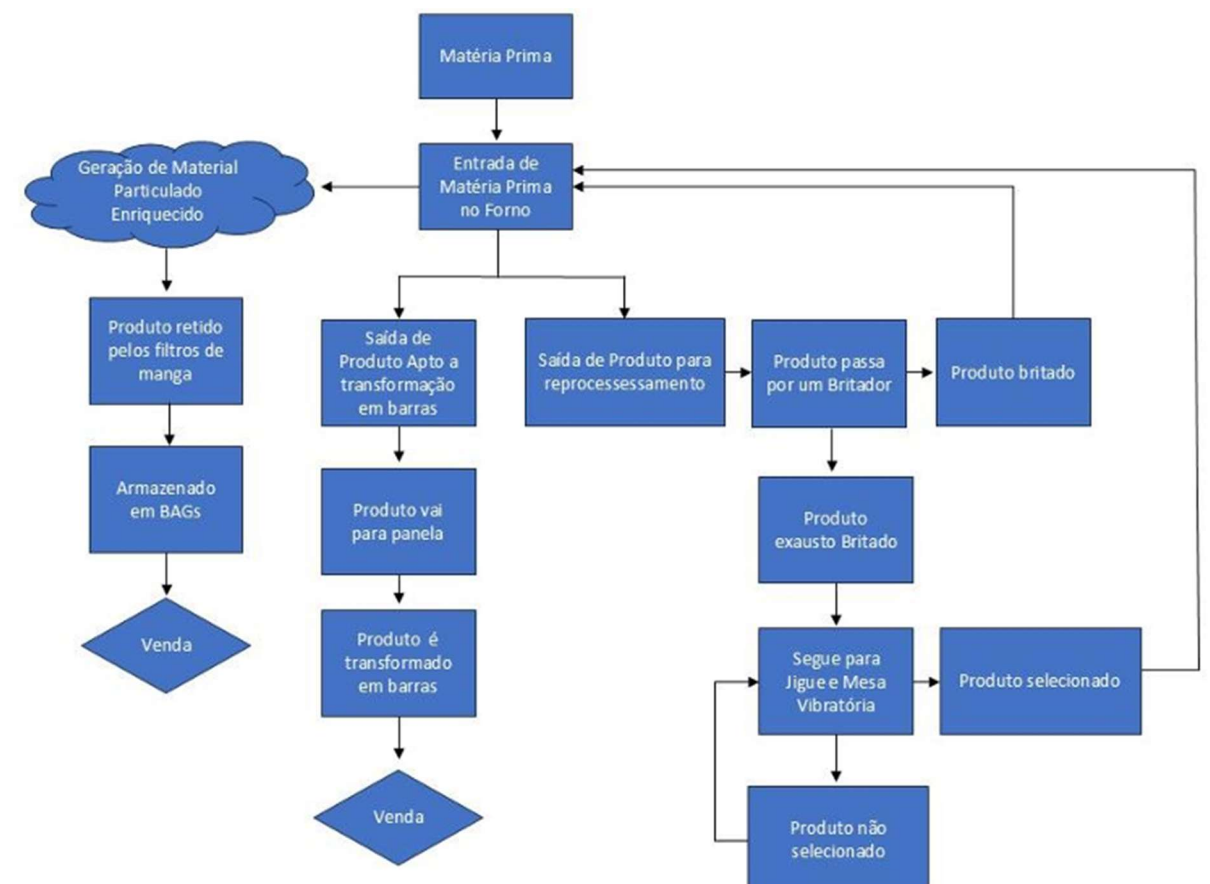 Matéria Prima
Entrada de
Matéria Prima
no Forno
Geração de Material
Particulado
Enriquecido
Produto retido
pelos filtros de
manga
Armazenado
em BAGs
Venda
Saída de
Produto Apto a
transformação
em barras
Produto vai
para panela
Produto é
transformado
em barras
Venda
Saída de Produto para
reprocessessamento
Produto passa
por um Britador
Produto britado
Produto
exausto Britado
Segue para
Jigue e Mesa
Vibratória
Produto selecionado
Produto não
selecionado